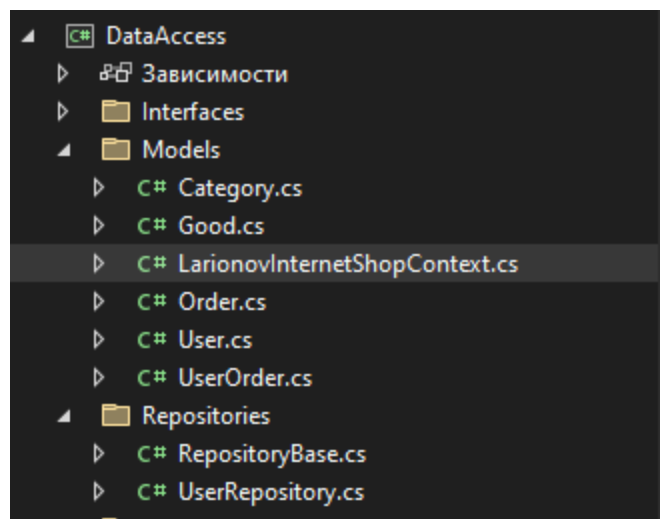 C# DataAccess
Зависимости
Interfaces
Models
C# Category.cs
C# Good.cs
C# LarionovInternetShopContext.cs
C# Order.cs
C# User.cs
C# UserOrder.cs
Repositories
C# RepositoryBase.cs
C# UserRepository.cs